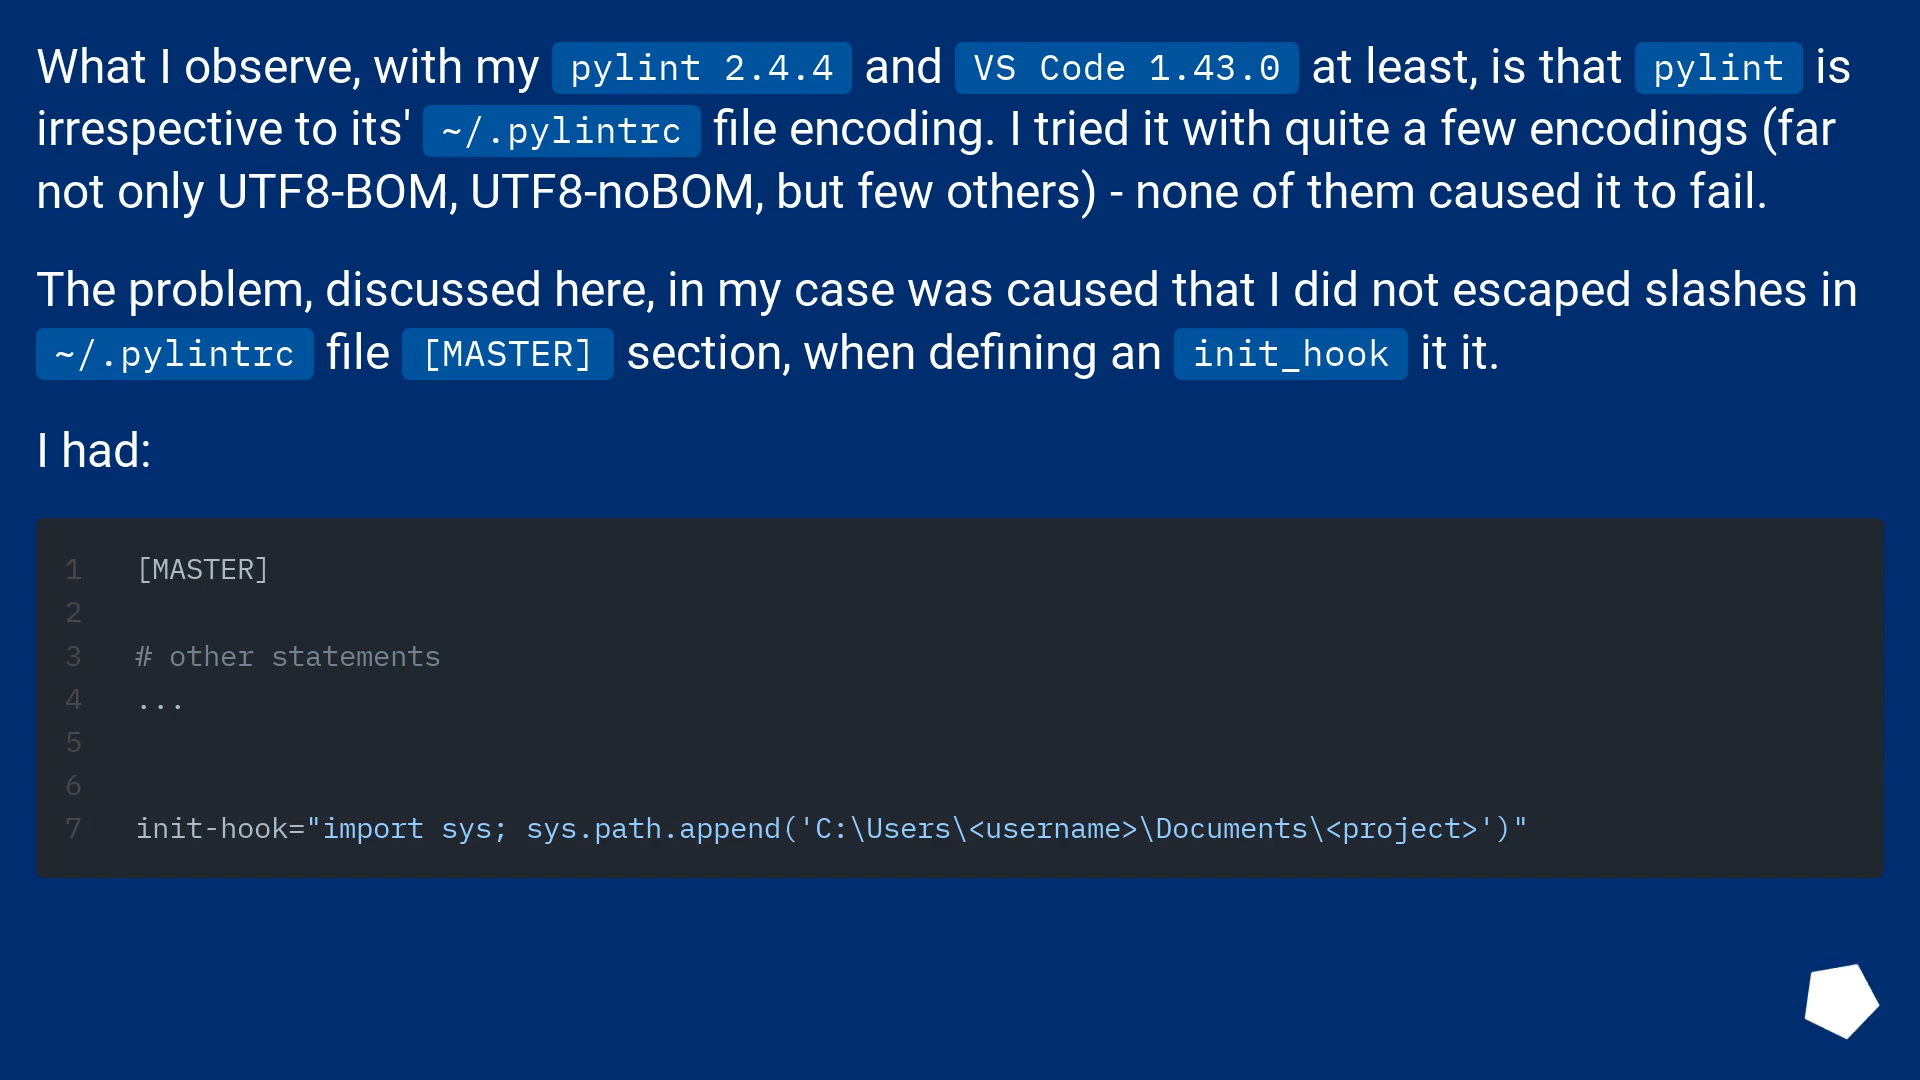 What I observe, with my pylint 2.4.4 and VS Code 1.43.0 at least, is that pylint is
irrespective to its' ~/.pylintrc file encoding. I tried it with quite a few encodings (far
not only UTF8-BOM, UTF8-noBOM, but few others) - none of them caused it to fail.
The problem, discussed here, in my case was caused that I did not escaped slashes in
~/.pylintrc file [MASTER] section, when defining an init_hook it it.
I had:
1 [MASTER]
2
3 # other statements
4 ...
5
6
7 init-hook="import sys; sys.path.append('C:\Users\<username>\Documents\<project>')"